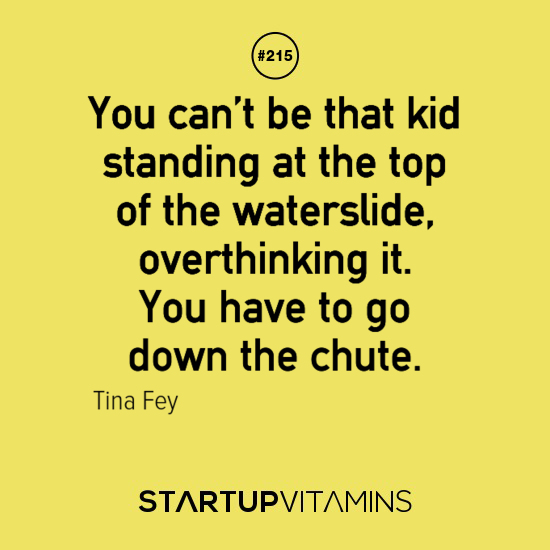 #215
You can't be that kid
standing at the top
of the waterslide,
overthinking it.
You have to go
down the chute.
Tina Fey
STARTUPVITAMINS